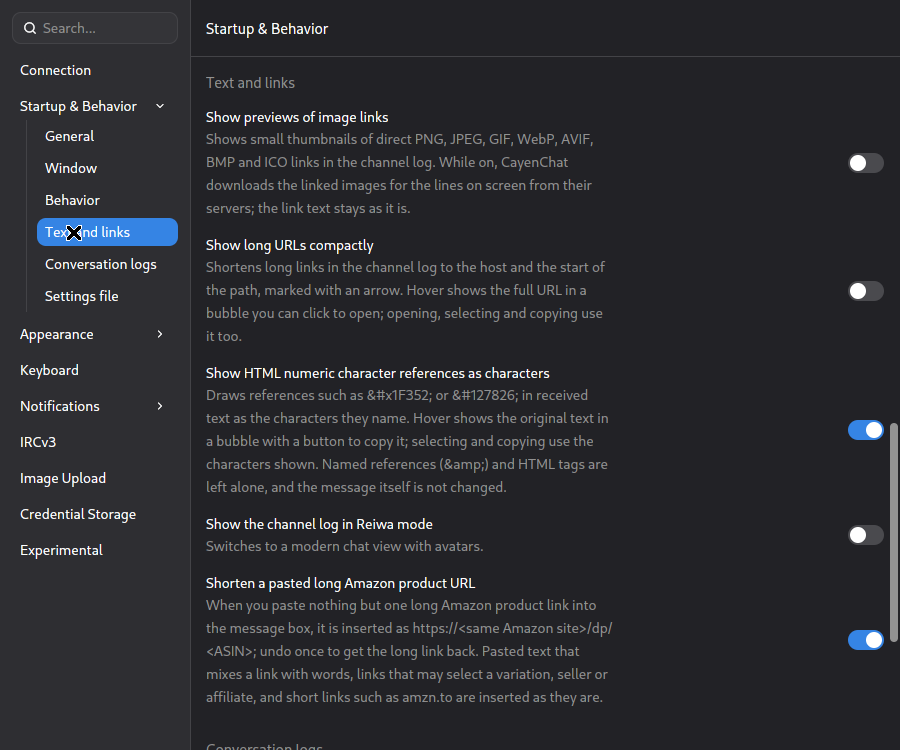 Search...
Connection
Startup & Behavior
General
Window
Behavior
Text and links
Conversation logs
Settings file
Appearance
Keyboard
Notifications
IRCv3
Image Upload
Credential Storage
Experimental
Startup & Behavior
Text and links
Show previews of image links
Shows small thumbnails of direct PNG, JPEG, GIF, WebP, AVIF,
BMP and ICO links in the channel log. While on, CayenChat
downloads the linked images for the lines on screen from their
servers; the link text stays as it is.
Show long URLs compactly
Shortens long links in the channel log to the host and the start of
the path, marked with an arrow. Hover shows the full URL in a
bubble you can click to open; opening, selecting and copying use
it too.
Show HTML numeric character references as characters
Draws references such as &#x1F352; or &#127826; in received
text as the characters they name. Hover shows the original text in
a bubble with a button to copy it; selecting and copying use the
characters shown. Named references (&amp;) and HTML tags are
left alone, and the message itself is not changed.
Show the channel log in Reiwa mode
Switches to a modern chat view with avatars.
Shorten a pasted long Amazon product URL
When you paste nothing but one long Amazon product link into
the message box, it is inserted as https://<same Amazon site>/dp/
<ASIN>; undo once to get the long link back. Pasted text that
mixes a link with words, links that may select a variation, seller or
affiliate, and short links such as amzn.to are inserted as they are.
Conversation logs